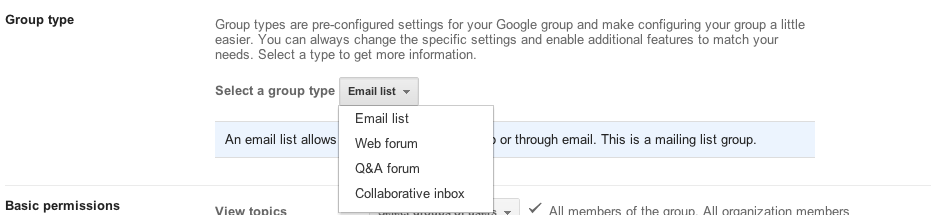 Group type
Group types are pre-configured settings for your Google group and make configuring your group a little
easier. You can always change the specific settings and enable additional features to match your
needs. Select a type to get more information.
Select a group type Email list
Email list
An email list allows or through email. This is a mailing list group.
Web forum
Q&A forum
Collaborative inbox
Basic permissions
View topics All members of the group, All organization members